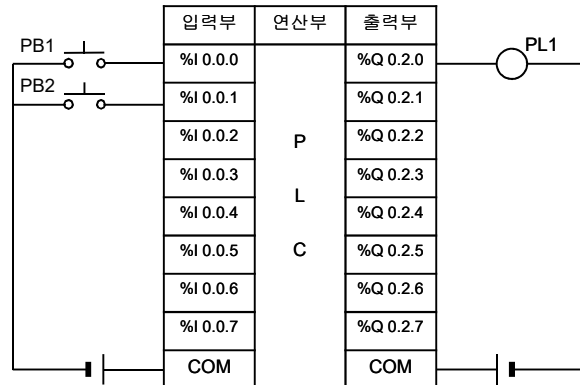 입력부 연산부 출력부
PB1 %I 0.0.0 %Q 0.2.0 PL1
PB2 %I 0.0.1 %Q 0.2.1
%I 0.0.2 P %Q 0.2.2
%I 0.0.3 %Q 0.2.3
%I 0.0.4 L %Q 0.2.4
%I 0.0.5 C %Q 0.2.5
%I 0.0.6 %Q 0.2.6
%I 0.0.7 %Q 0.2.7
COM COM